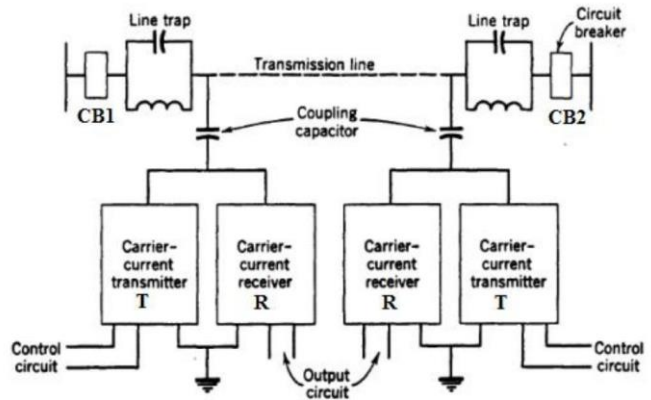 Line trap
Line trap
Circuit
breaker
Transmission line
CB1
CB2
Coupling
capacitor
Carrier-
current
transmitter
T
Carrier-
current
receiver
R
Carrier-
current
receiver
R
Carrier-
current
transmitter
T
Control
circuit
Output
circuit
Control
circuit